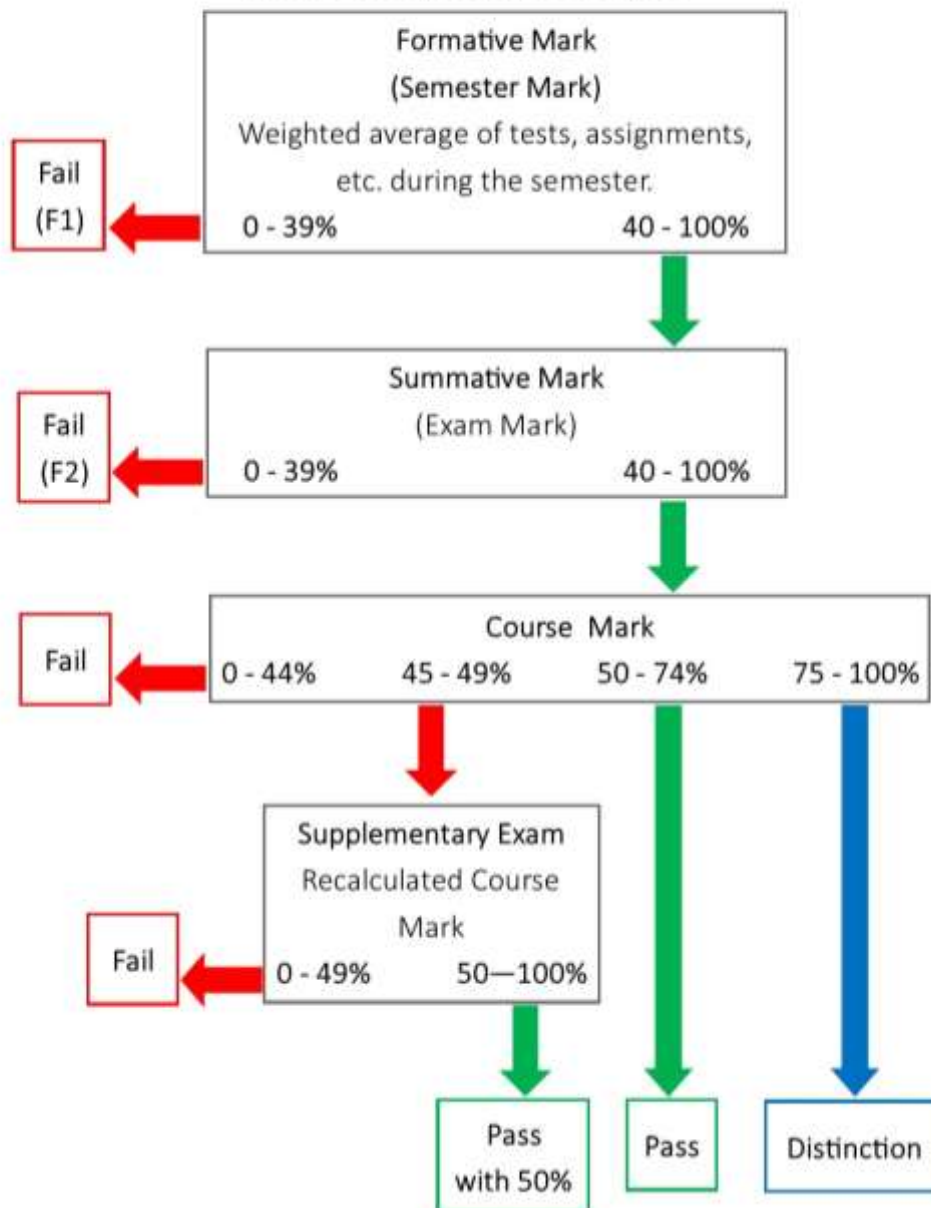 Formative Mark
(Semester Mark)
Weighted average of tests, assignments,
etc. during the semester.
0 - 39% 40 - 100%
Fail
(F1)
Summative Mark
(Exam Mark)
0 - 39% 40 - 100%
Fail
(F2)
Course Mark
0 - 44% 45 - 49% 50 - 74% 75 - 100%
Fail
Supplementary Exam
Recalculated Course
Mark
0 - 49% 50—100%
Fail
Pass
with 50%
Pass
Distinction